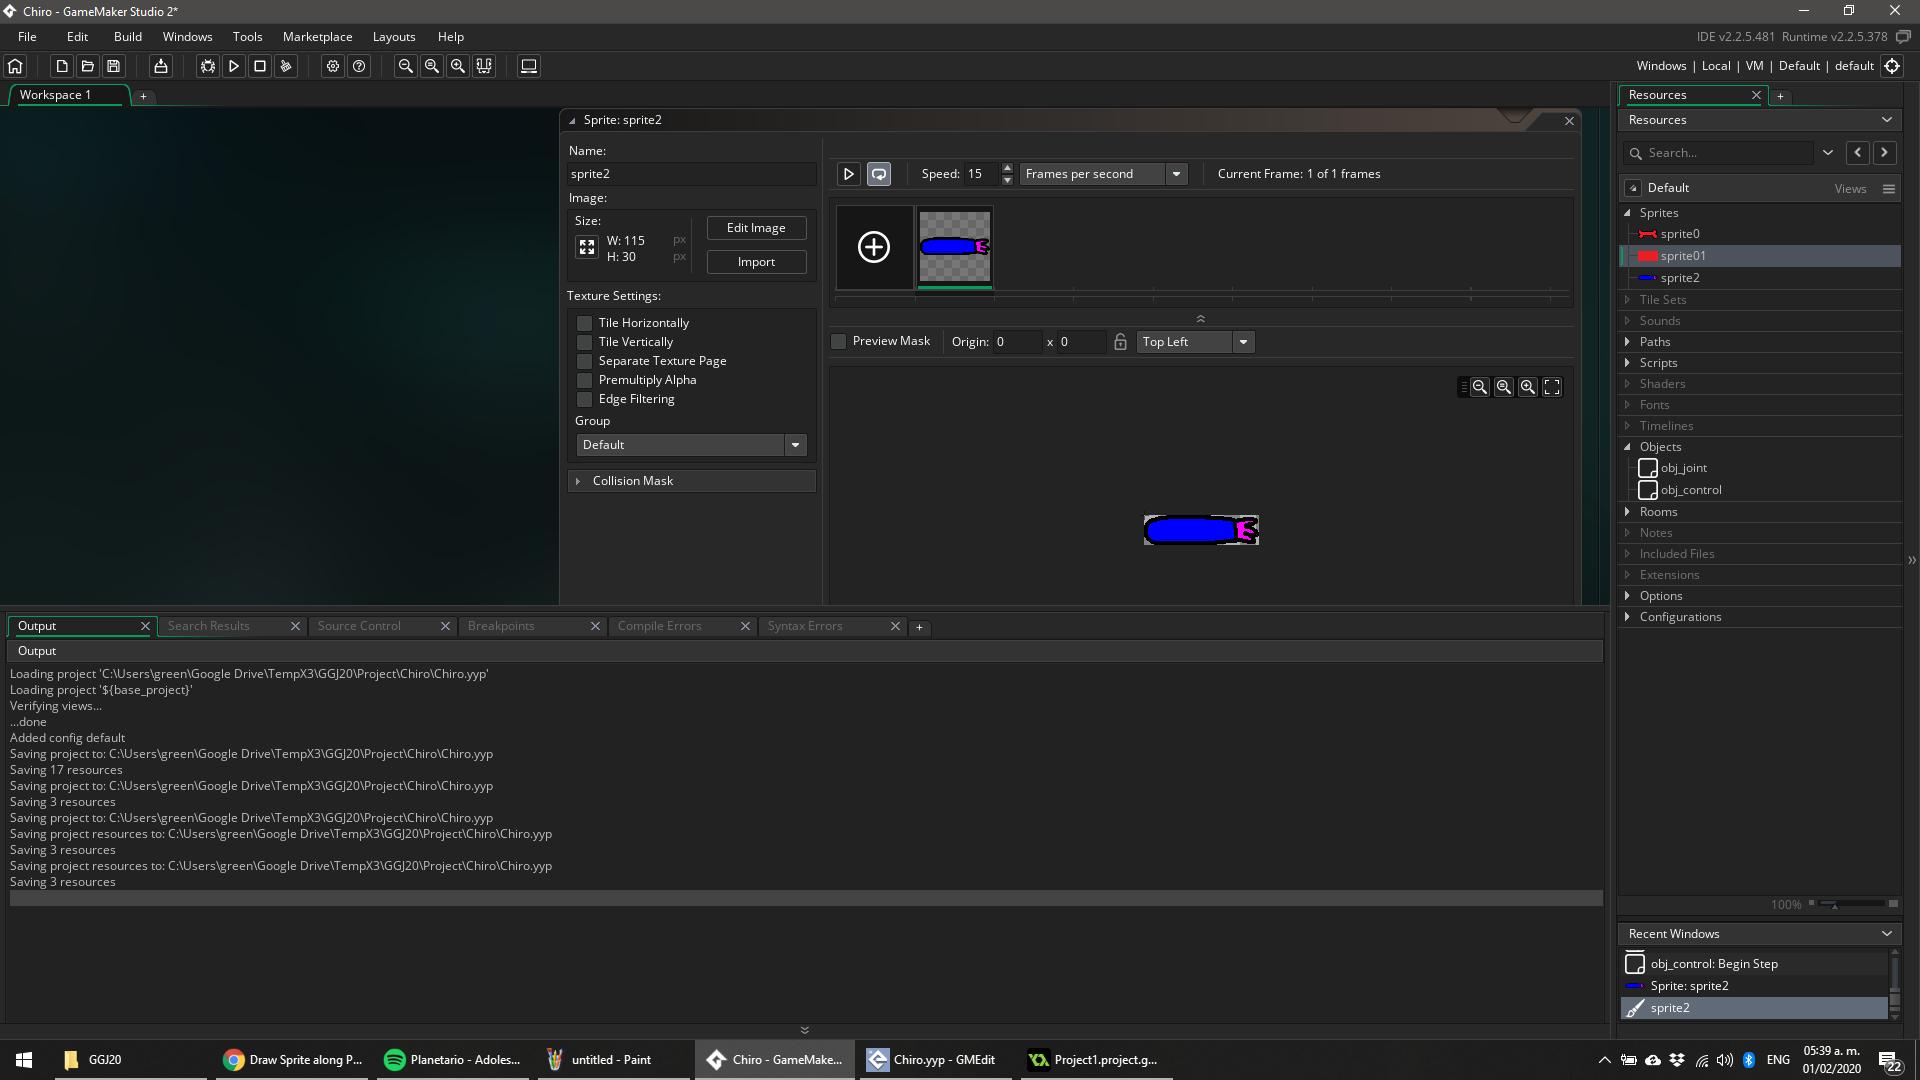 Chiro - GameMaker Studio 2*
File Edit Build Windows Tools Marketplace Layouts Help
IDE v2.2.5.481 Runtime v2.2.5.378
Windows | Local | VM | Default | default
Workspace 1
Sprite: sprite2
Name:
sprite2
Image:
Size:
W: 115 px
H: 30 px
Edit Image
Import
Texture Settings:
Tile Horizontally
Tile Vertically
Separate Texture Page
Premultiply Alpha
Edge Filtering
Group
Default
Collision Mask
Speed: 15 Frames per second Current Frame: 1 of 1 frames
Preview Mask Origin: 0 x 0 Top Left
Resources
Resources
Search...
Default Views
Sprites
sprite0
sprite01
sprite2
Tile Sets
Sounds
Paths
Scripts
Shaders
Fonts
Timelines
Objects
obj_joint
obj_control
Rooms
Notes
Included Files
Extensions
Options
Configurations
100%
Recent Windows
obj_control: Begin Step
Sprite: sprite2
sprite2
Output Search Results Source Control Breakpoints Compile Errors Syntax Errors
Output
Loading project 'C:\Users\green\Google Drive\TempX3\GGJ20\Project\Chiro\Chiro.yyp'
Loading project '${base_project}'
Verifying views...
...done
Added config default
Saving project to: C:\Users\green\Google Drive\TempX3\GGJ20\Project\Chiro\Chiro.yyp
Saving 17 resources
Saving project to: C:\Users\green\Google Drive\TempX3\GGJ20\Project\Chiro\Chiro.yyp
Saving 3 resources
Saving project to: C:\Users\green\Google Drive\TempX3\GGJ20\Project\Chiro\Chiro.yyp
Saving project resources to: C:\Users\green\Google Drive\TempX3\GGJ20\Project\Chiro\Chiro.yyp
Saving 3 resources
Saving project resources to: C:\Users\green\Google Drive\TempX3\GGJ20\Project\Chiro\Chiro.yyp
Saving 3 resources
GGJ20
Draw Sprite along P...
Planetario - Adoles...
untitled - Paint
Chiro - GameMake...
Chiro.yyp - GMEdit
Project1.project.g...
ENG
05:39 a. m.
01/02/2020
22